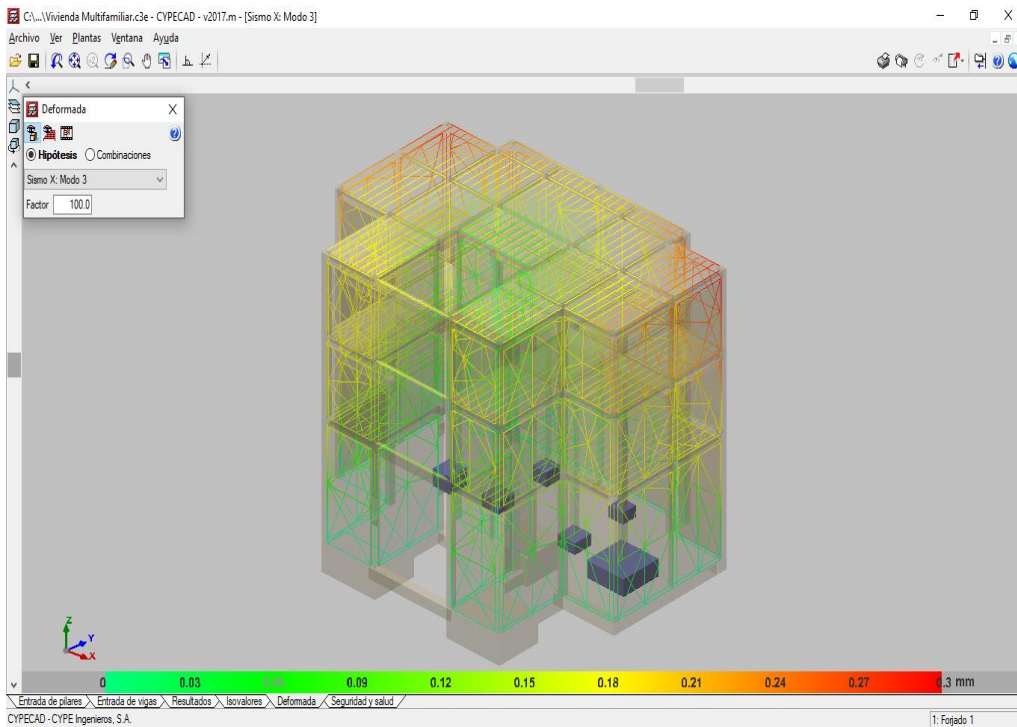 C:\...\Vivienda Multifamiliar.c3e - CYPECAD - v2017.m - [Sismo X: Modo 3]
Archivo Ver Plantas Ventana Ayuda
Deformada
Hipótesis Combinaciones
Sismo X: Modo 3
Factor 100.0
Z
Y
X
0 0.03 0.09 0.12 0.15 0.18 0.21 0.24 0.27 0.3 mm
Entrada de pilares Entrada de vigas Resultados Isovalores Deformada Seguridad y salud
CYPECAD - CYPE Ingenieros, S.A. 1: Forjado 1